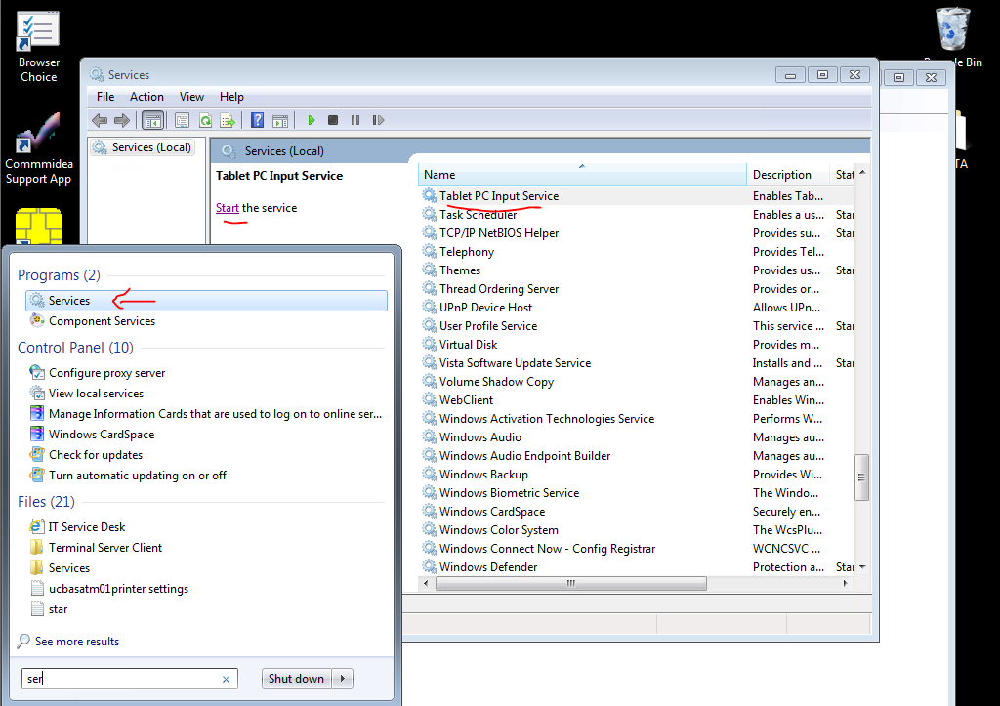 Browser
Choice
Commmidea
Support App
Services
File Action View Help
Services (Local)
Services (Local)
Tablet PC Input Service
Start the service
Name Description Stat
Tablet PC Input Service Enables Tab...
Task Scheduler Enables a us... Star
TCP/IP NetBIOS Helper Provides su... Star
Telephony Provides Tel...
Themes Provides us... Star
Thread Ordering Server Provides or...
UPnP Device Host Allows UPn...
User Profile Service This service ... Star
Virtual Disk Provides m...
Vista Software Update Service Installs and ... Star
Volume Shadow Copy Manages an...
WebClient Enables Win...
Windows Activation Technologies Service Performs W...
Windows Audio Manages au...
Windows Audio Endpoint Builder Manages au...
Windows Backup Provides Wi...
Windows Biometric Service The Windo...
Windows CardSpace Securely en...
Windows Color System The WcsPlu...
Windows Connect Now - Config Registrar WCNCSVC ...
Windows Defender Protection a... Star
Programs (2)
Services
Component Services
Control Panel (10)
Configure proxy server
View local services
Manage Information Cards that are used to log on to online ser...
Windows CardSpace
Check for updates
Turn automatic updating on or off
Files (21)
IT Service Desk
Terminal Server Client
Services
ucbasatm01printer settings
star
See more results
ser
Shut down
Bin
TA